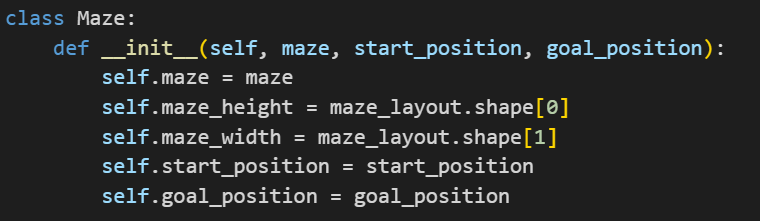 class Maze:
    def __init__(self, maze, start_position, goal_position):
        self.maze = maze
        self.maze_height = maze_layout.shape[0]
        self.maze_width = maze_layout.shape[1]
        self.start_position = start_position
        self.goal_position = goal_position